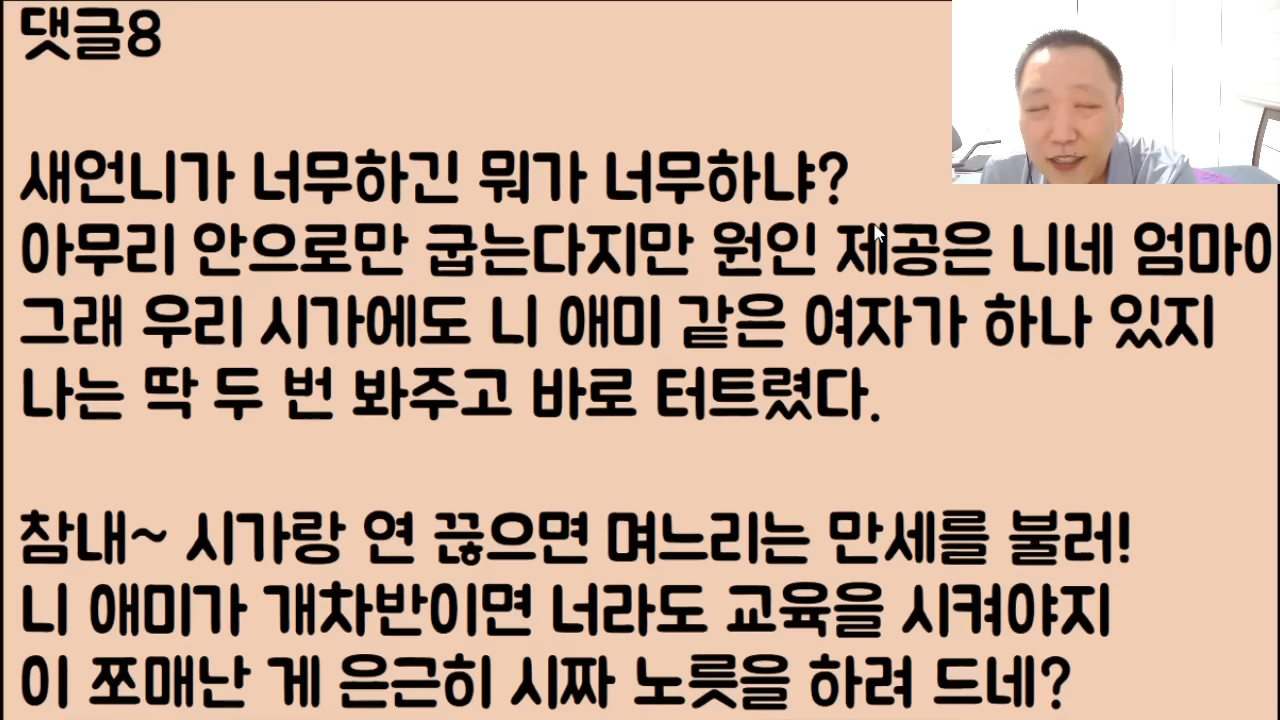 댓글8
새언니가 너무하긴 뭐가 너무하냐?
아무리 안으로만 굽는다지만 원인 제공은 니네 엄마야
그래 우리 시가에도 니 애미 같은 여자가 하나 있지
나는 딱 두 번 봐주고 바로 터트렸다.
참내~ 시가랑 연 끊으면 며느리는 만세를 불러!
니 애미가 개차반이면 너라도 교육을 시켜야지
이 쪼매난 게 은근히 시짜 노릇을 하려 드네?